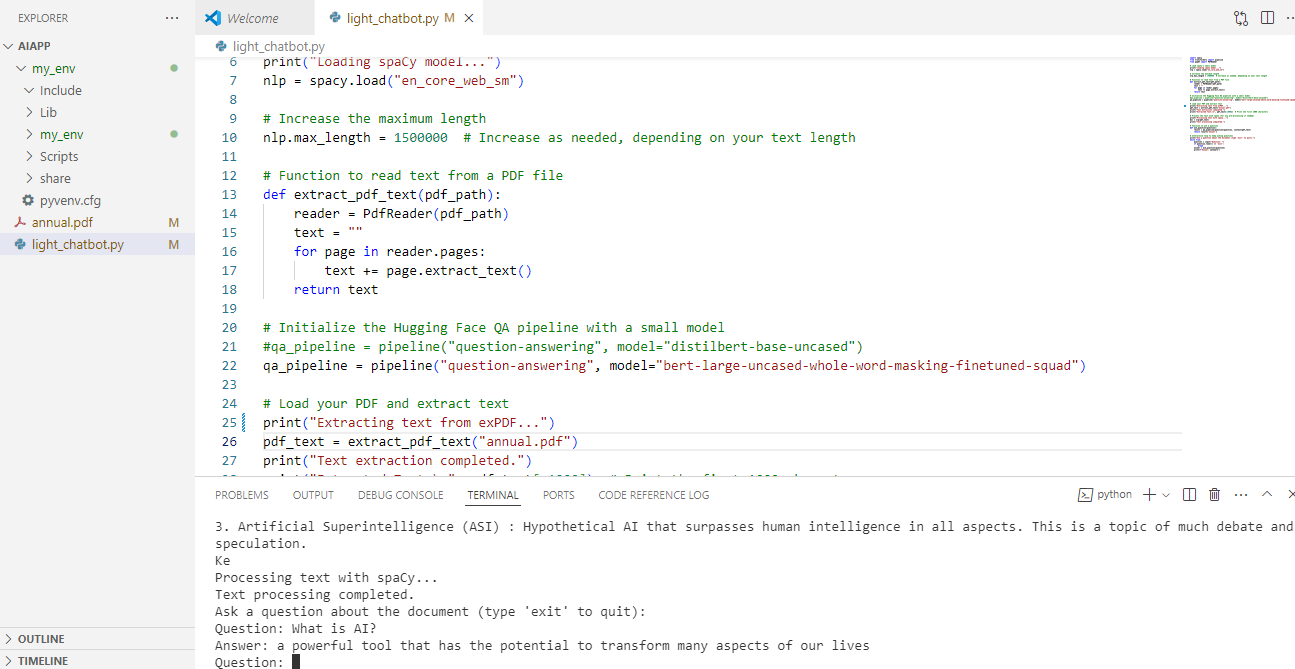 EXPLORER
AIAPP
my_env
Include
Lib
my_env
Scripts
share
pyvenv.cfg
annual.pdf M
light_chatbot.py M
OUTLINE
TIMELINE
Welcome
light_chatbot.py M
light_chatbot.py
6 print("Loading spaCy model...")
7 nlp = spacy.load("en_core_web_sm")
8
9 # Increase the maximum length
10 nlp.max_length = 1500000  # Increase as needed, depending on your text length
11
12 # Function to read text from a PDF file
13 def extract_pdf_text(pdf_path):
14     reader = PdfReader(pdf_path)
15     text = ""
16     for page in reader.pages:
17         text += page.extract_text()
18     return text
19
20 # Initialize the Hugging Face QA pipeline with a small model
21 #qa_pipeline = pipeline("question-answering", model="distilbert-base-uncased")
22 qa_pipeline = pipeline("question-answering", model="bert-large-uncased-whole-word-masking-finetuned-squad")
23
24 # Load your PDF and extract text
25 print("Extracting text from exPDF...")
26 pdf_text = extract_pdf_text("annual.pdf")
27 print("Text extraction completed.")
PROBLEMS OUTPUT DEBUG CONSOLE TERMINAL PORTS CODE REFERENCE LOG
python
3. Artificial Superintelligence (ASI) : Hypothetical AI that surpasses human intelligence in all aspects. This is a topic of much debate and
speculation.
Ke
Processing text with spaCy...
Text processing completed.
Ask a question about the document (type 'exit' to quit):
Question: What is AI?
Answer: a powerful tool that has the potential to transform many aspects of our lives
Question: